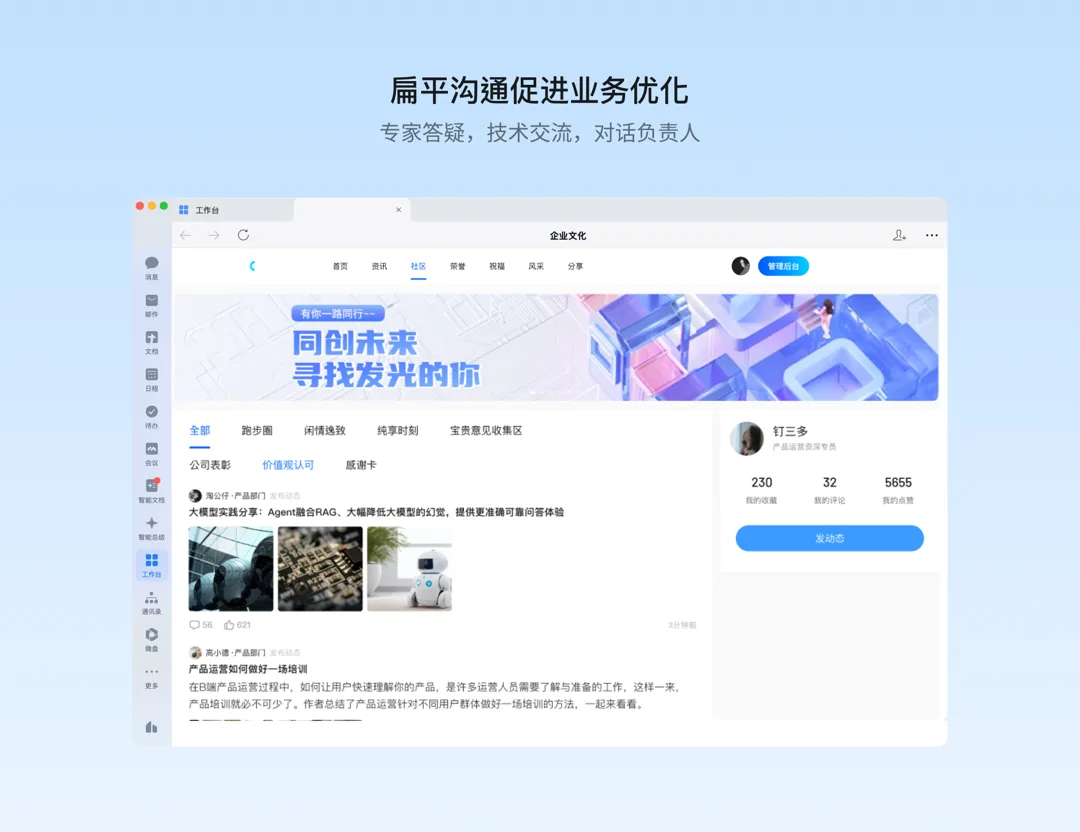 扁平沟通促进业务优化
专家答疑，技术交流，对话负责人
工作台
企业文化
消息
邮件
文档
日程
待办
会议
智能文档
智能总结
工作台
通讯录
微盘
更多
首页 资讯 社区 荣誉 祝福 风采 分享
管理后台
有你一路同行~~
同创未来
寻找发光的你
全部 跑步圈 闲情逸致 纯享时刻 宝贵意见收集区
公司表彰 价值观认可 感谢卡
淘公仔·产品部门 发布动态
大模型实践分享：Agent融合RAG、大幅降低大模型的幻觉，提供更准确可靠问答体验
56 621
3分钟前
高小德·产品部门 发布动态
产品运营如何做好一场培训
在B端产品运营过程中，如何让用户快速理解你的产品，是许多运营人员需要了解与准备的工作，这样一来，
产品培训就必不可少了。作者总结了产品运营针对不同用户群体做好一场培训的方法，一起来看看。
钉三多
产品运营资深专员
230 32 5655
我的收藏 我的评论 我的点赞
发动态